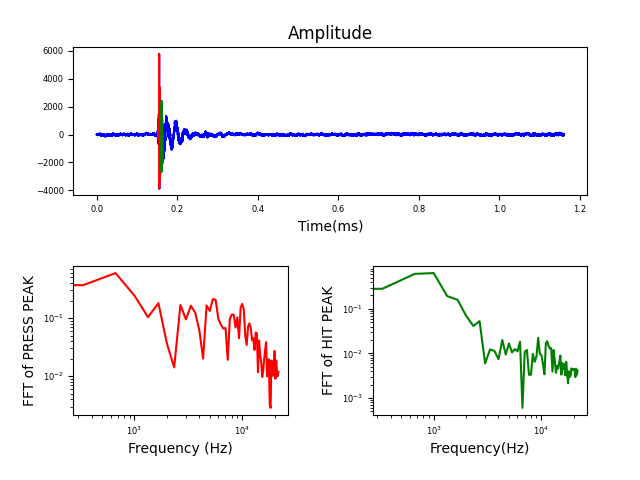 Amplitude
6000
4000
2000
0
−2000
−4000
0.0 0.2 0.4 0.6 0.8 1.0 1.2
Time(ms)
FFT of PRESS PEAK
10⁻¹
10⁻²
10³ 10⁴
Frequency (Hz)
FFT of HIT PEAK
10⁻¹
10⁻²
10⁻³
10³ 10⁴
Frequency(Hz)